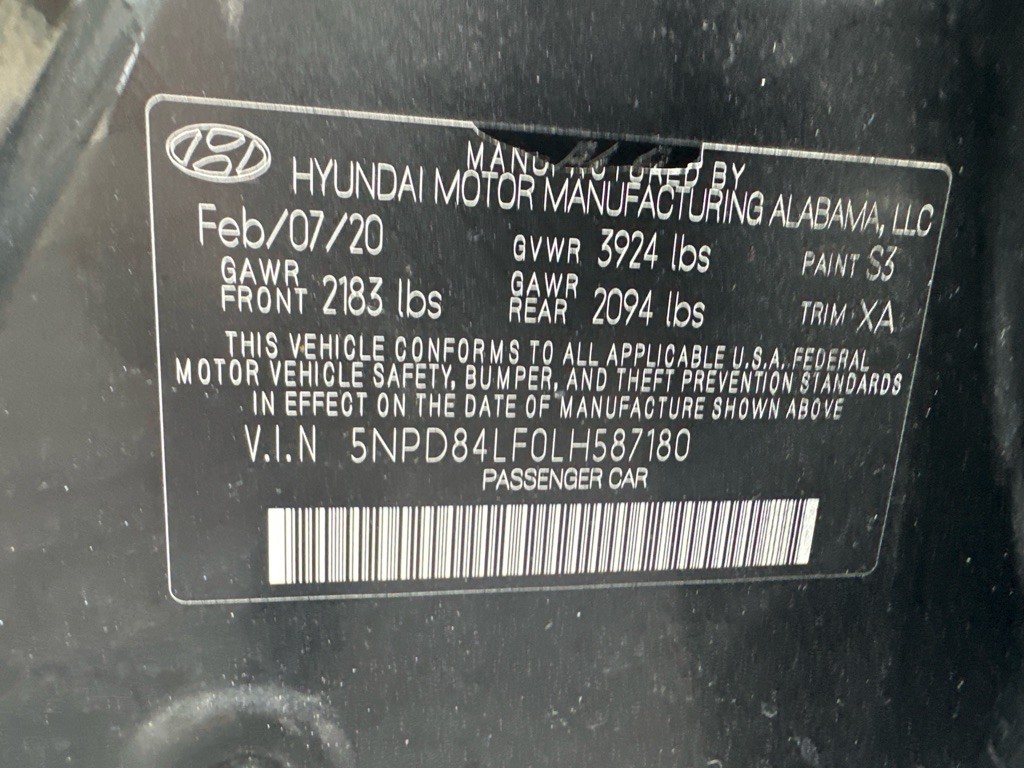 MANUFACTURED BY
HYUNDAI MOTOR MANUFACTURING ALABAMA, LLC
Feb/07/20 GVWR 3924 lbs PAINT S3
GAWR FRONT 2183 lbs GAWR REAR 2094 lbs TRIM XA
THIS VEHICLE CONFORMS TO ALL APPLICABLE U.S.A. FEDERAL
MOTOR VEHICLE SAFETY, BUMPER, AND THEFT PREVENTION STANDARDS
IN EFFECT ON THE DATE OF MANUFACTURE SHOWN ABOVE
V.I.N 5NPD84LF0LH587180
PASSENGER CAR